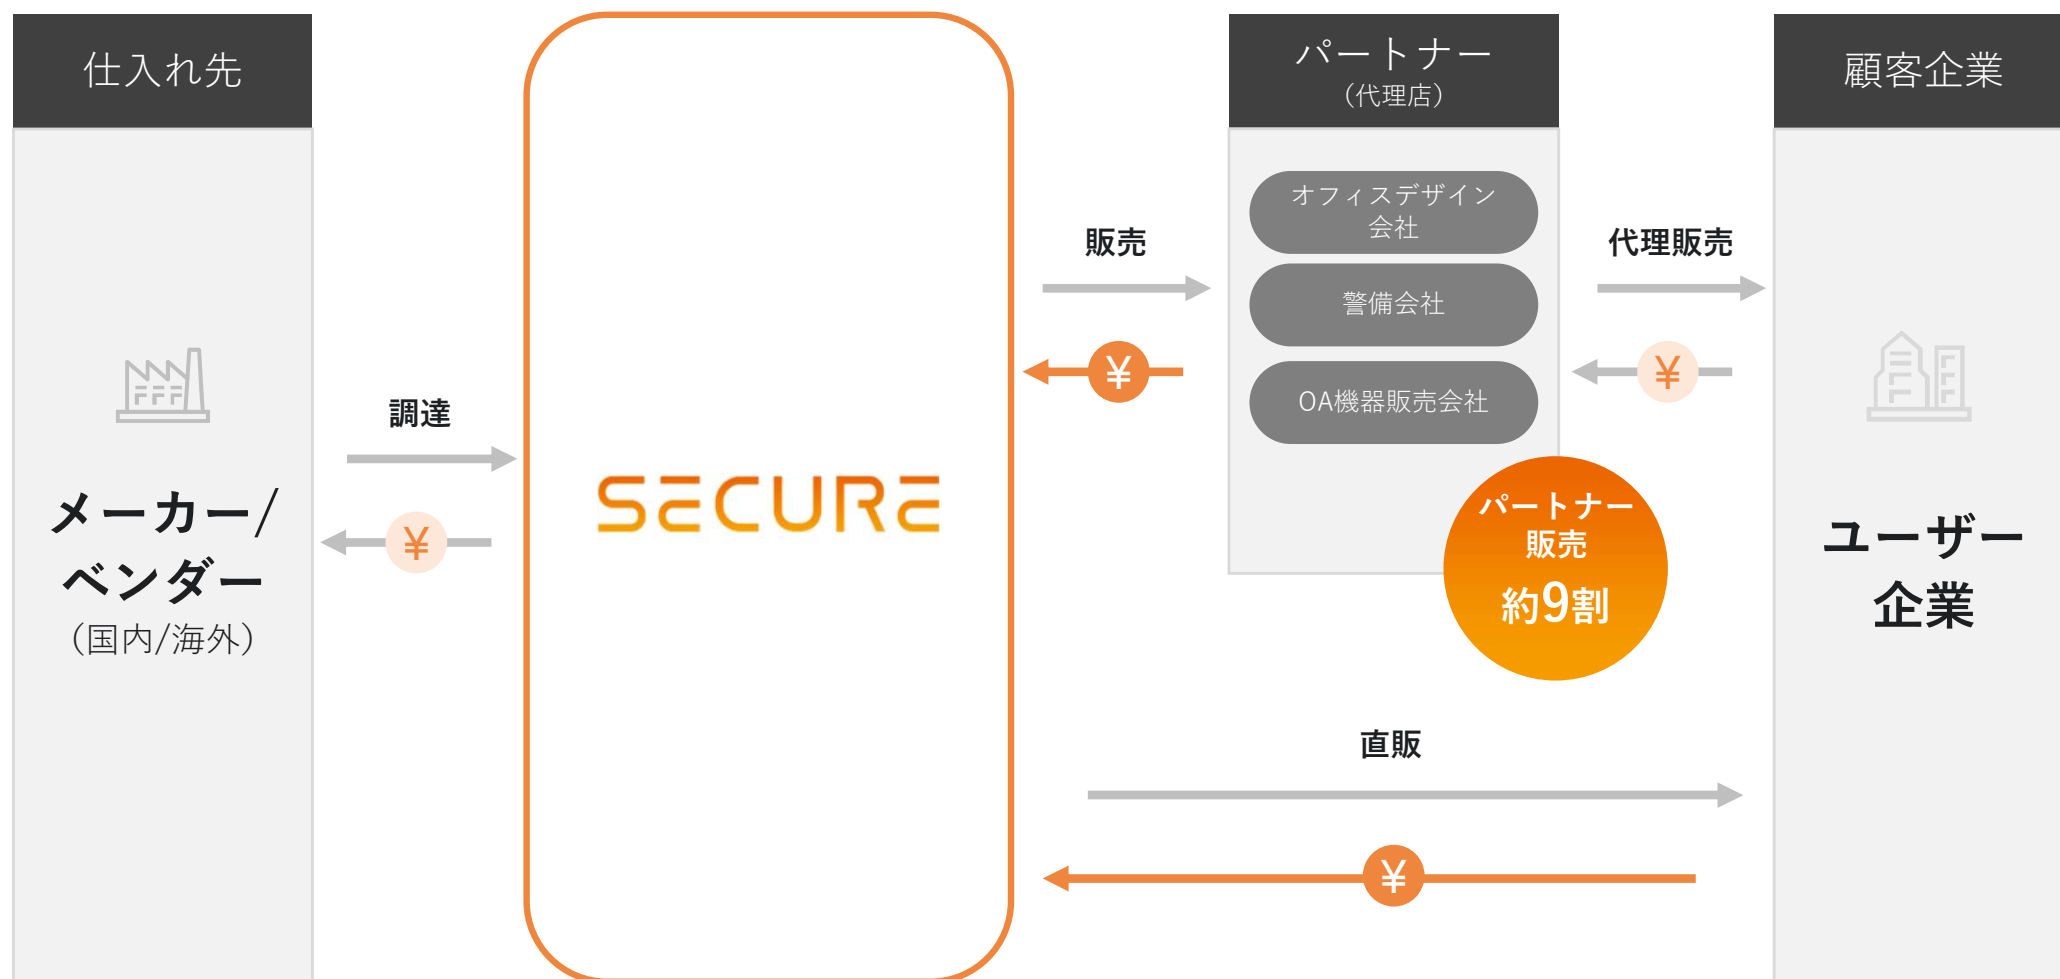 仕入れ先
メーカー/
ベンダー
（国内/海外）
調達
¥
SECURE
販売
¥
パートナー
（代理店）
オフィスデザイン
会社
警備会社
OA機器販売会社
パートナー
販売
約9割
代理販売
¥
直販
¥
顧客企業
ユーザー
企業